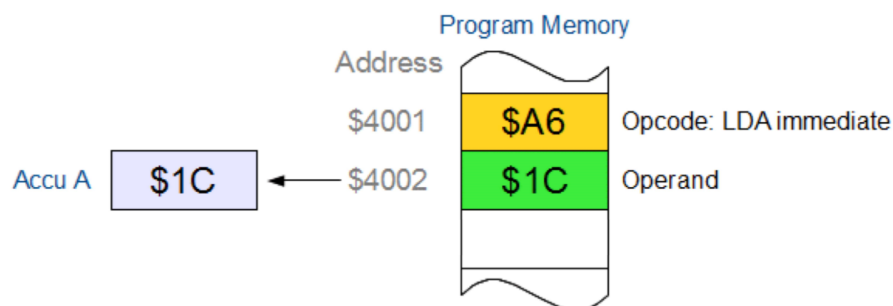 Program Memory
Address
$4001 $A6 Opcode: LDA immediate
Accu A $1C $4002 $1C Operand